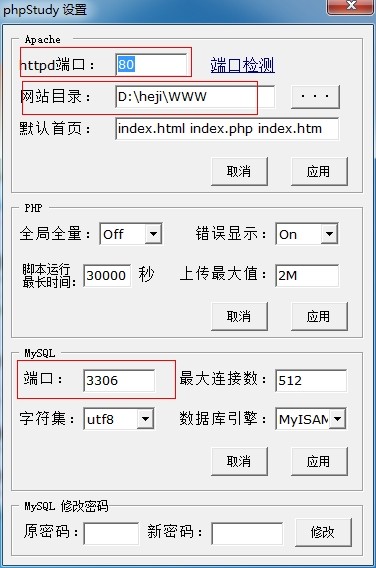 phpStudy 设置
Apache
httpd端口： 80 端口检测
网站目录： D:\heji\WWW ...
默认首页： index.html index.php index.htm
取消 应用
PHP
全局全量： Off 错误显示： On
脚本运行
最长时间： 30000 秒 上传最大值： 2M
取消 应用
MySQL
端口： 3306 最大连接数： 512
字符集： utf8 数据库引擎： MyISAM
取消 应用
MySQL 修改密码
原密码： 新密码： 修改